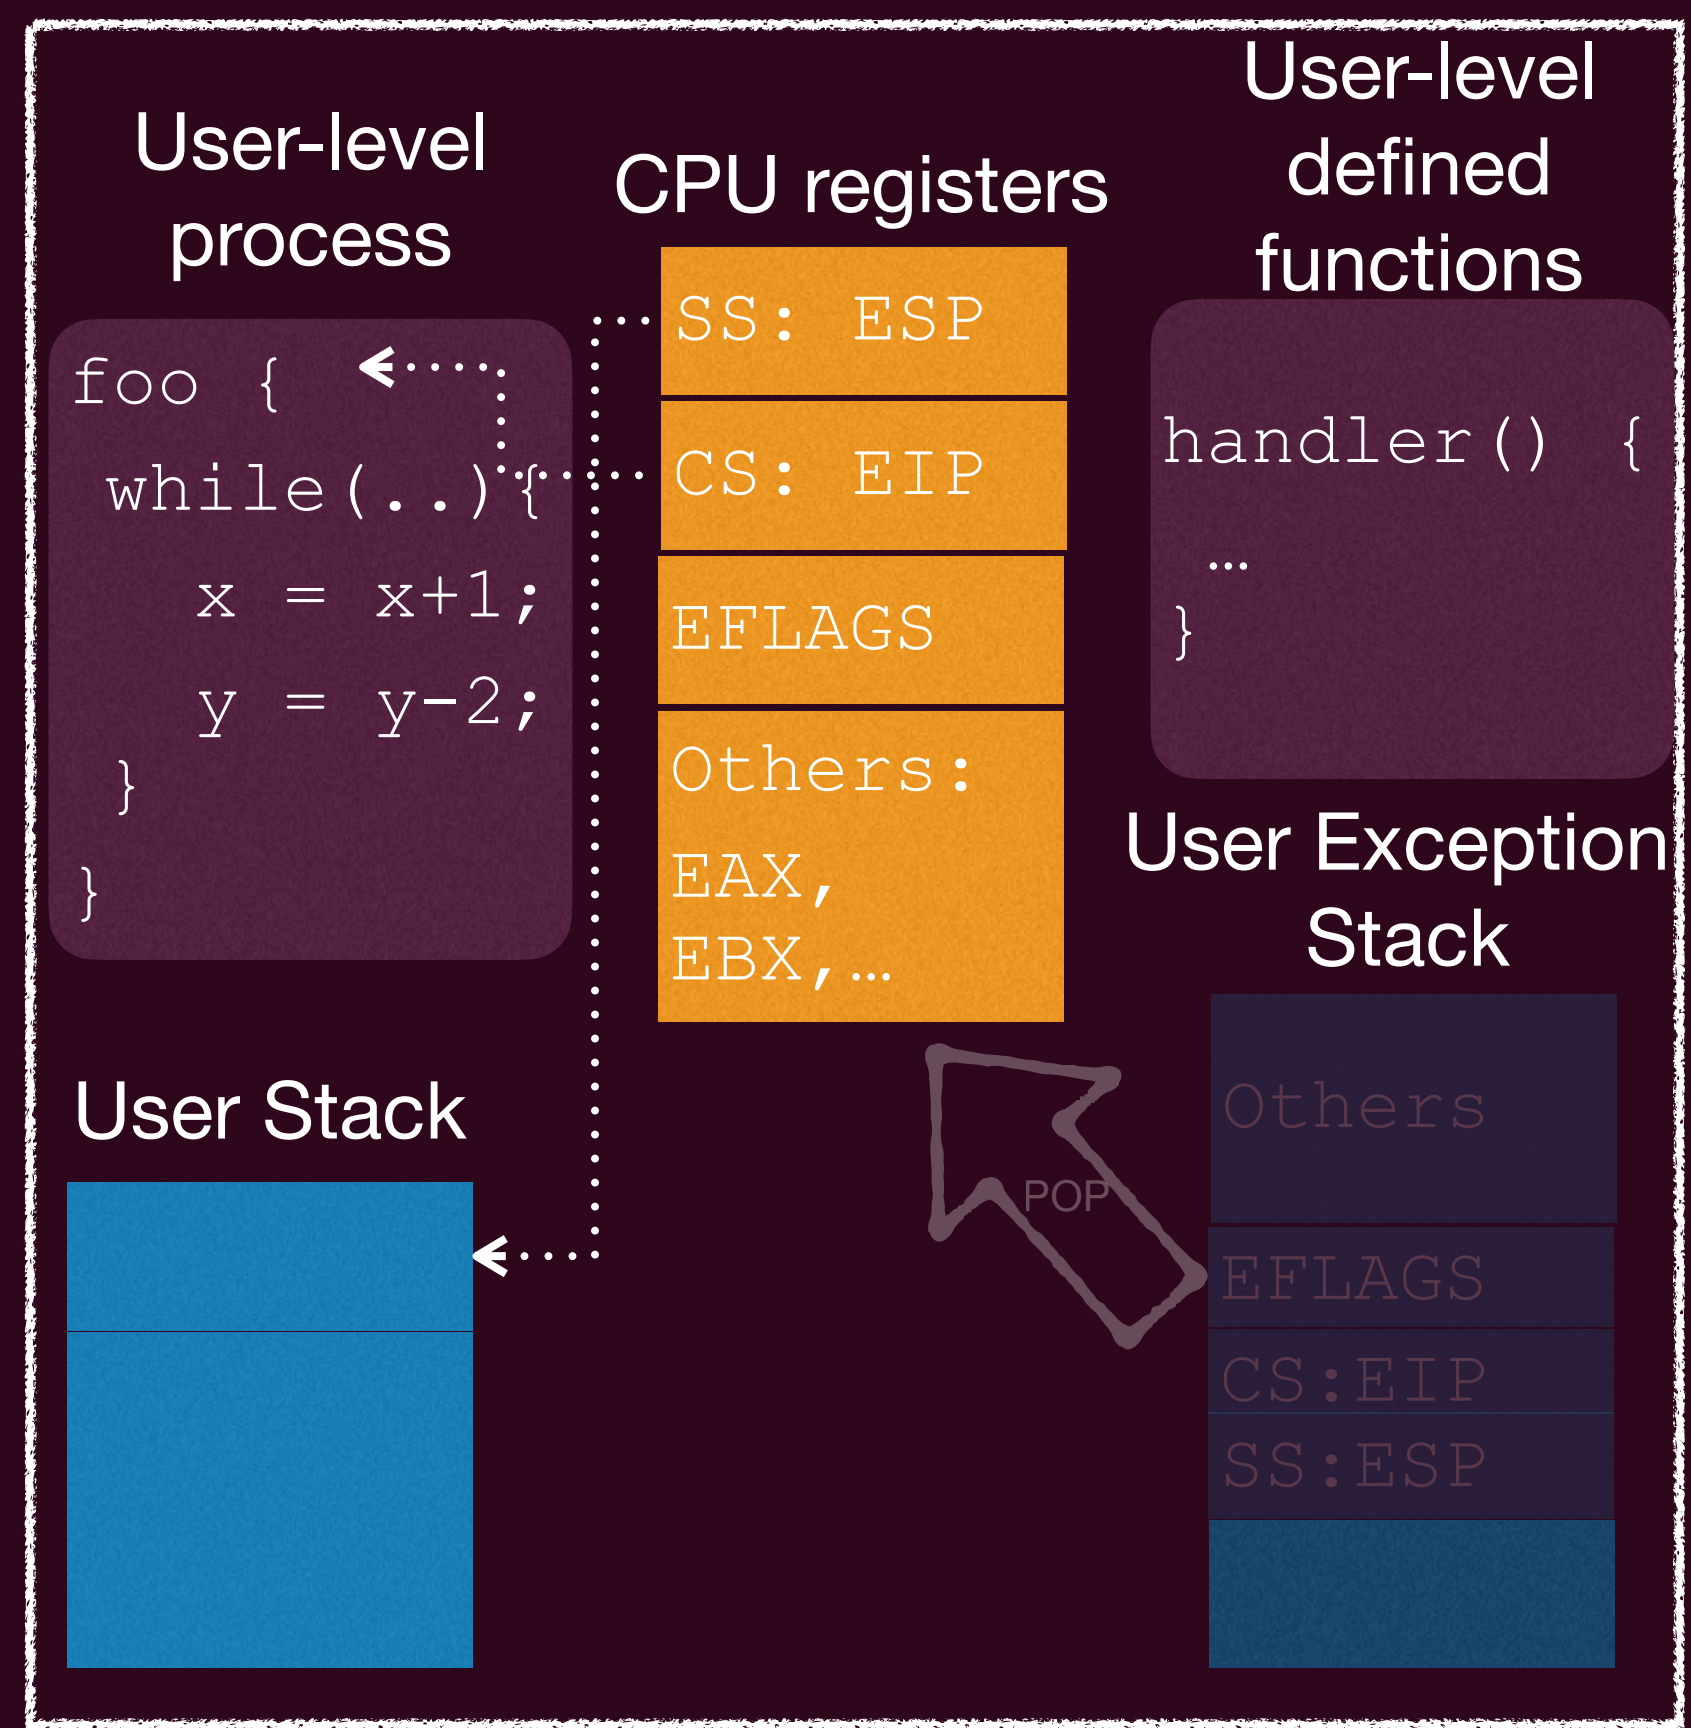 User-level
process
foo {
while(..){
x = x+1;
y = y-2;
}
}
User Stack
CPU registers
SS: ESP
CS: EIP
EFLAGS
Others:
EAX,
EBX,…
POP
User-level
defined
functions
handler() {
…
}
User Exception
Stack
Others
EFLAGS
CS:EIP
SS:ESP